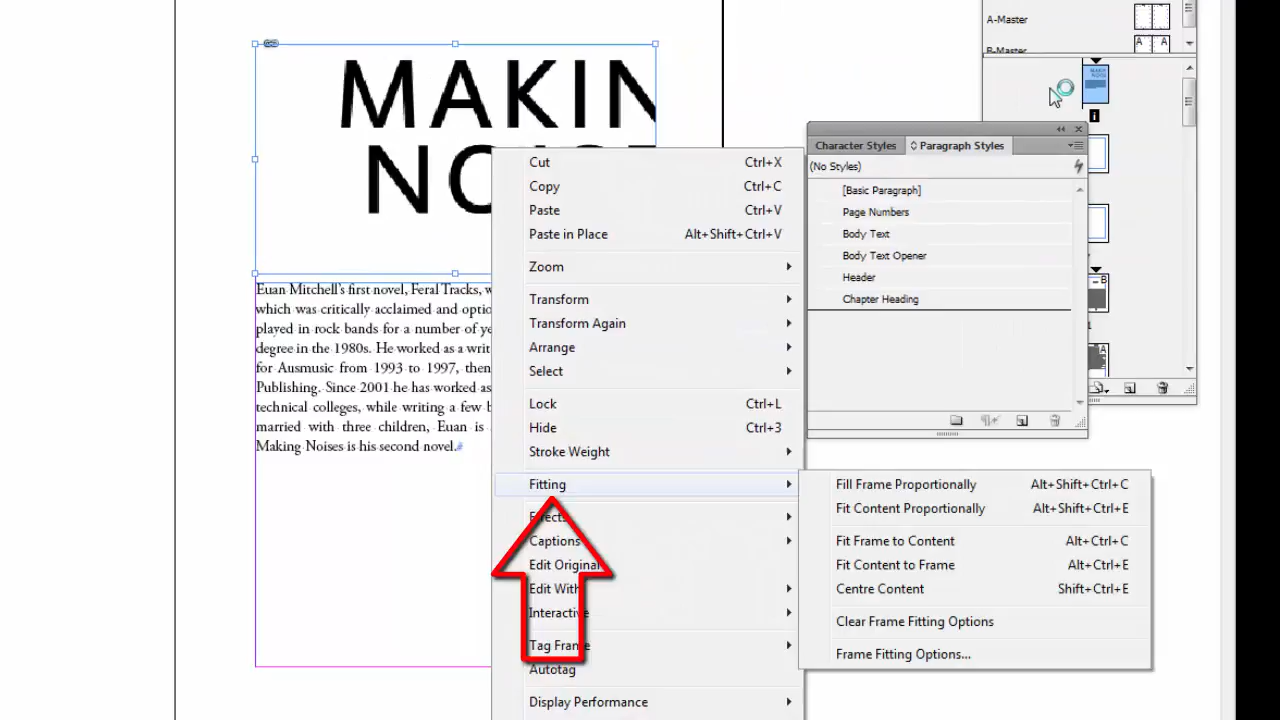 MAKIN
NOISE
Euan Mitchell's first novel, Feral Tracks, w
which was critically acclaimed and optio
played in rock bands for a number of ye
degree in the 1980s. He worked as a writ
for Ausmusic from 1993 to 1997, then
Publishing. Since 2001 he has worked as
technical colleges, while writing a few b
married with three children, Euan is
Making Noises is his second novel.
Cut Ctrl+X
Copy Ctrl+C
Paste Ctrl+V
Paste in Place Alt+Shift+Ctrl+V
Zoom
Transform
Transform Again
Arrange
Select
Lock Ctrl+L
Hide Ctrl+3
Stroke Weight
Fitting
Effects
Captions
Edit Original
Edit With
Interactive
Tag Frame
Autotag
Display Performance
Fill Frame Proportionally Alt+Shift+Ctrl+C
Fit Content Proportionally Alt+Shift+Ctrl+E
Fit Frame to Content Alt+Ctrl+C
Fit Content to Frame Alt+Ctrl+E
Centre Content Shift+Ctrl+E
Clear Frame Fitting Options
Frame Fitting Options...
Character Styles Paragraph Styles
(No Styles)
[Basic Paragraph]
Page Numbers
Body Text
Body Text Opener
Header
Chapter Heading
A-Master
B-Master
A A
B
A